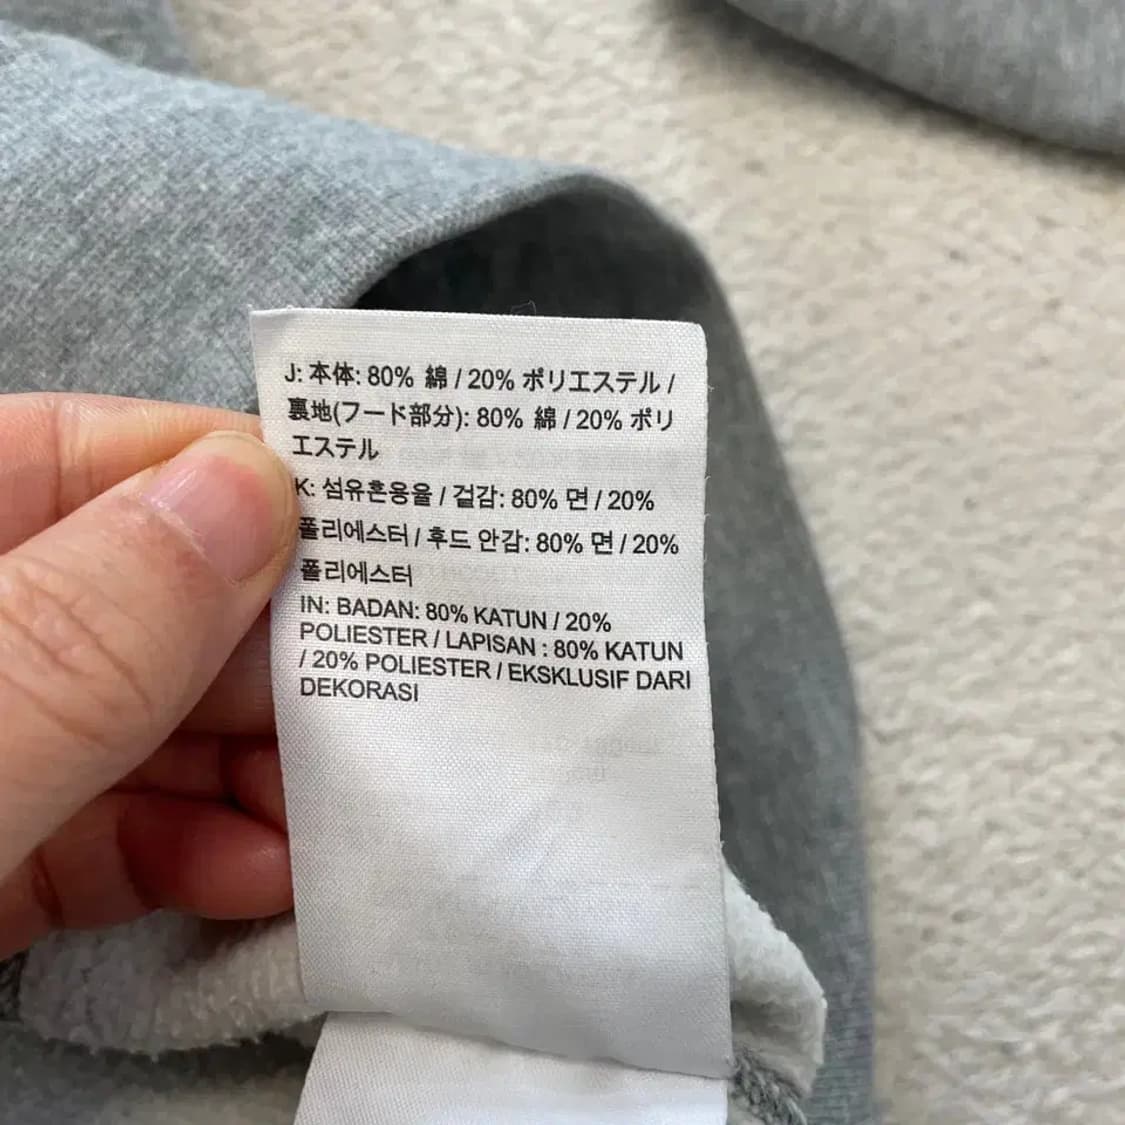 J: 本体: 80% 綿 / 20% ポリエステル /
裏地(フード部分): 80% 綿 / 20% ポリ
エステル
K: 섬유혼용율 / 겉감: 80% 면 / 20%
폴리에스터 / 후드 안감: 80% 면 / 20%
폴리에스터
IN: BADAN: 80% KATUN / 20%
POLIESTER / LAPISAN : 80% KATUN
/ 20% POLIESTER / EKSKLUSIF DARI
DEKORASI